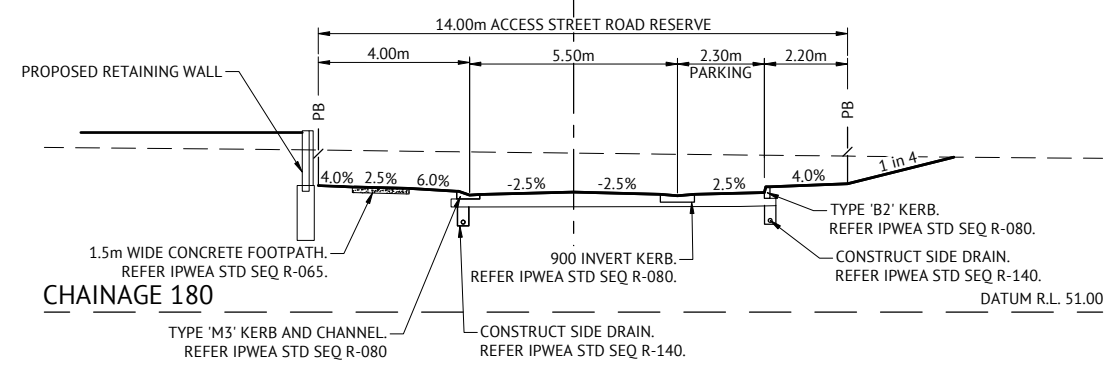 14.00m ACCESS STREET ROAD RESERVE
4.00m
5.50m
2.30m
PARKING
2.20m
PROPOSED RETAINING WALL
PB
PB
4.0%
2.5%
6.0%
-2.5%
-2.5%
2.5%
4.0%
1 in 4
1.5m WIDE CONCRETE FOOTPATH.
REFER IPWEA STD SEQ R-065.
900 INVERT KERB.
REFER IPWEA STD SEQ R-080.
TYPE 'B2' KERB.
REFER IPWEA STD SEQ R-080.
CONSTRUCT SIDE DRAIN.
REFER IPWEA STD SEQ R-140.
CHAINAGE 180
DATUM R.L. 51.00
TYPE 'M3' KERB AND CHANNEL.
REFER IPWEA STD SEQ R-080
CONSTRUCT SIDE DRAIN.
REFER IPWEA STD SEQ R-140.